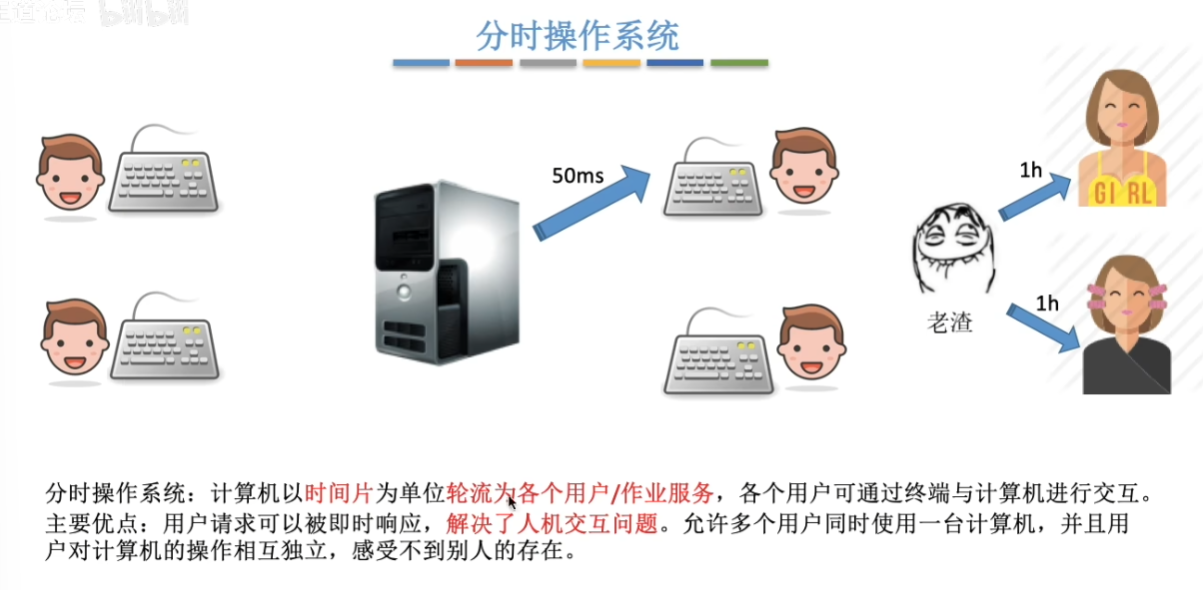 bilibili
分时操作系统
50ms
1h
GIRL
老渣
1h
分时操作系统：计算机以时间片为单位轮流为各个用户/作业服务，各个用户可通过终端与计算机进行交互。
主要优点：用户请求可以被即时响应，解决了人机交互问题。允许多个用户同时使用一台计算机，并且用
户对计算机的操作相互独立，感受不到别人的存在。